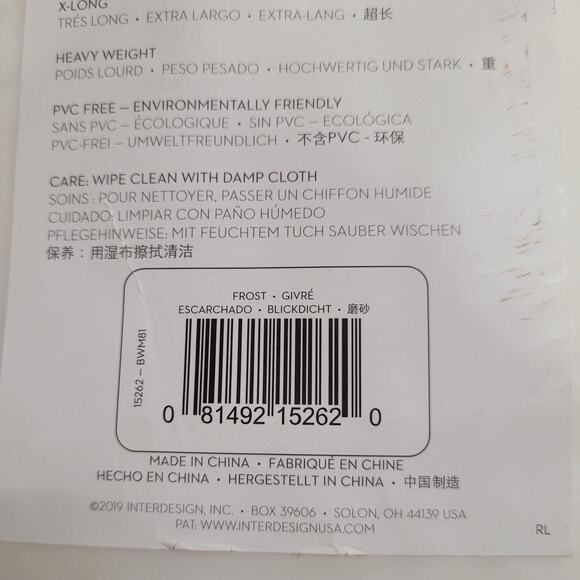 X-LONG
TRÉS LONG • EXTRA LARGO • EXTRA-LANG • 超长
HEAVY WEIGHT
POIDS LOURD • PESO PESADO • HOCHWERTIG UND STARK • 重
PVC FREE – ENVIRONMENTALLY FRIENDLY
SANS PVC – ÉCOLOGIQUE • SIN PVC – ECOLÓGICA
PVC-FREI – UMWELTFREUNDLICH • 不含PVC - 环保
CARE: WIPE CLEAN WITH DAMP CLOTH
SOINS : POUR NETTOYER, PASSER UN CHIFFON HUMIDE
CUIDADO: LIMPIAR CON PAÑO HÚMEDO
PFLEGEHINWEISE: MIT FEUCHTEM TUCH SAUBER WISCHEN
保养：用湿布擦拭清洁
FROST • GIVRÉ
ESCARCHADO • BLICKDICHT • 磨砂
15262 – BWM81
0 81492 15262 0
MADE IN CHINA • FABRIQUÉ EN CHINE
HECHO EN CHINA • HERGESTELLT IN CHINA • 中国制造
©2019 INTERDESIGN, INC. • BOX 39606 • SOLON, OH 44139 USA
PAT: WWW.INTERDESIGNUSA.COM
RL